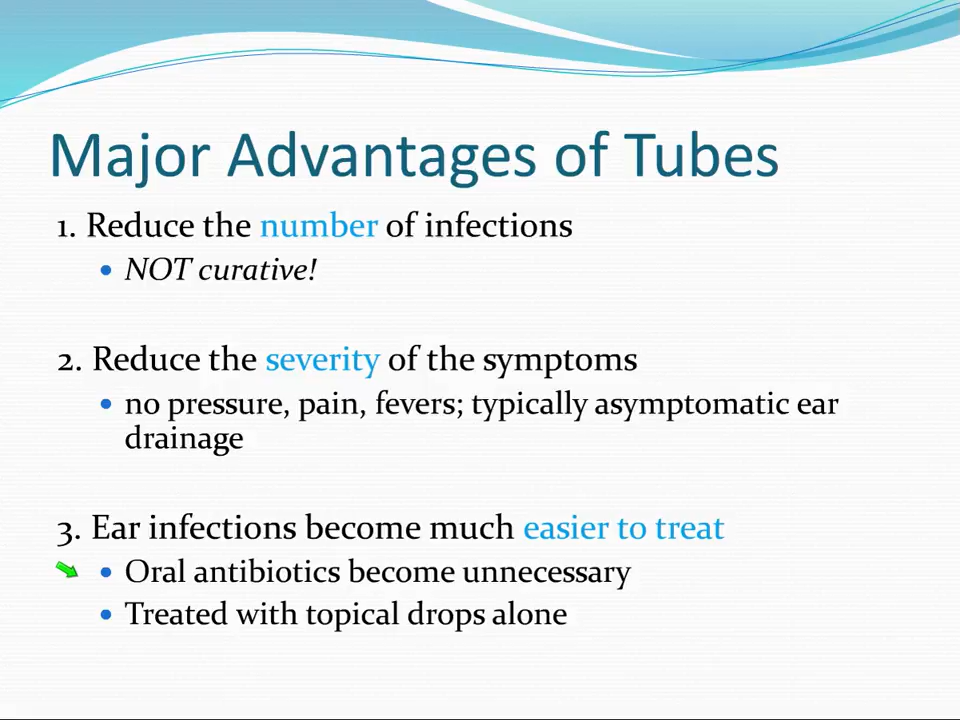 Major Advantages of Tubes
1. Reduce the number of infections
• NOT curative!
2. Reduce the severity of the symptoms
• no pressure, pain, fevers; typically asymptomatic ear
drainage
3. Ear infections become much easier to treat
• Oral antibiotics become unnecessary
• Treated with topical drops alone